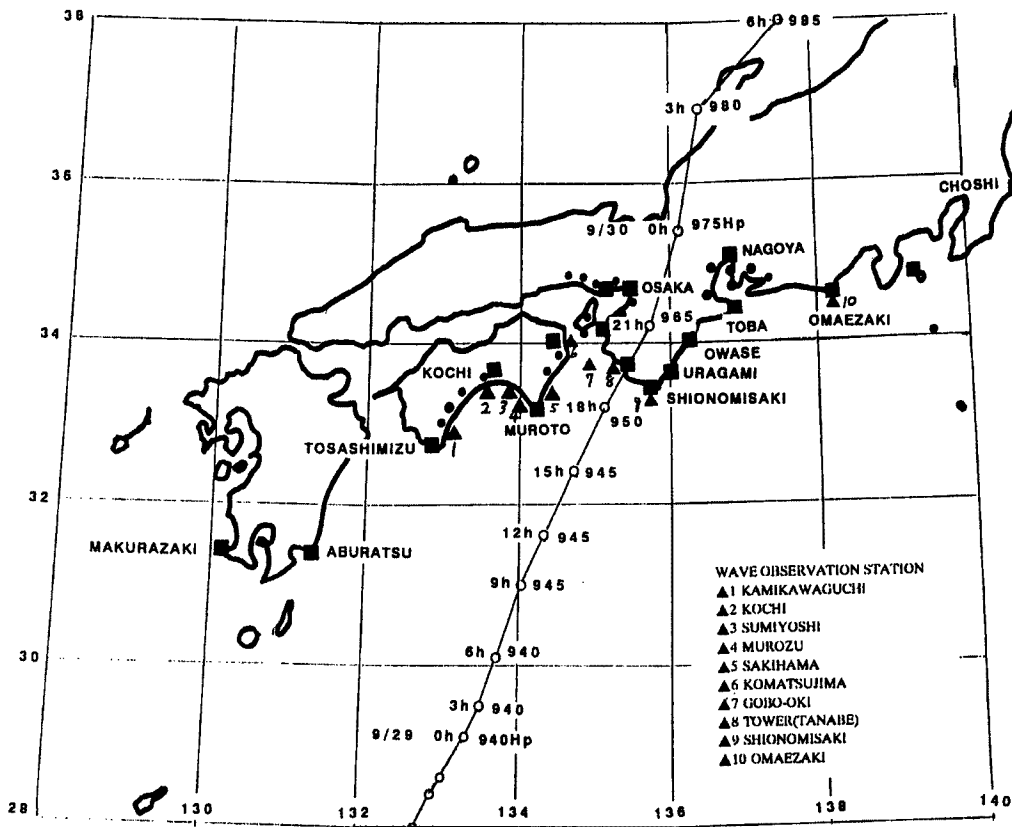 38
6h 985
3h 980
36
CHOSHI
9/30 0h 975Hp
NAGOYA
OSAKA
10
21h 965
OMAEZAKI
34
TOBA
6
OWASE
KOCHI
7
8
URAGAMI
2
3
4
5
18h 950
9
SHIONOMISAKI
MUROTO
TOSASHIMIZU
1
15h 945
32
12h 945
MAKURAZAKI
ABURATSU
9h 945
WAVE OBSERVATION STATION
▲1 KAMIKAWAGUCHI
▲2 KOCHI
▲3 SUMIYOSHI
▲4 MUROZU
▲5 SAKIHAMA
▲6 KOMATSUJIMA
▲7 GOBO-OKI
▲8 TOWER(TANABE)
▲9 SHIONOMISAKI
▲10 OMAEZAKI
30
6h 940
3h 940
9/29 0h 940Hp
28
130
132
134
136
138
140